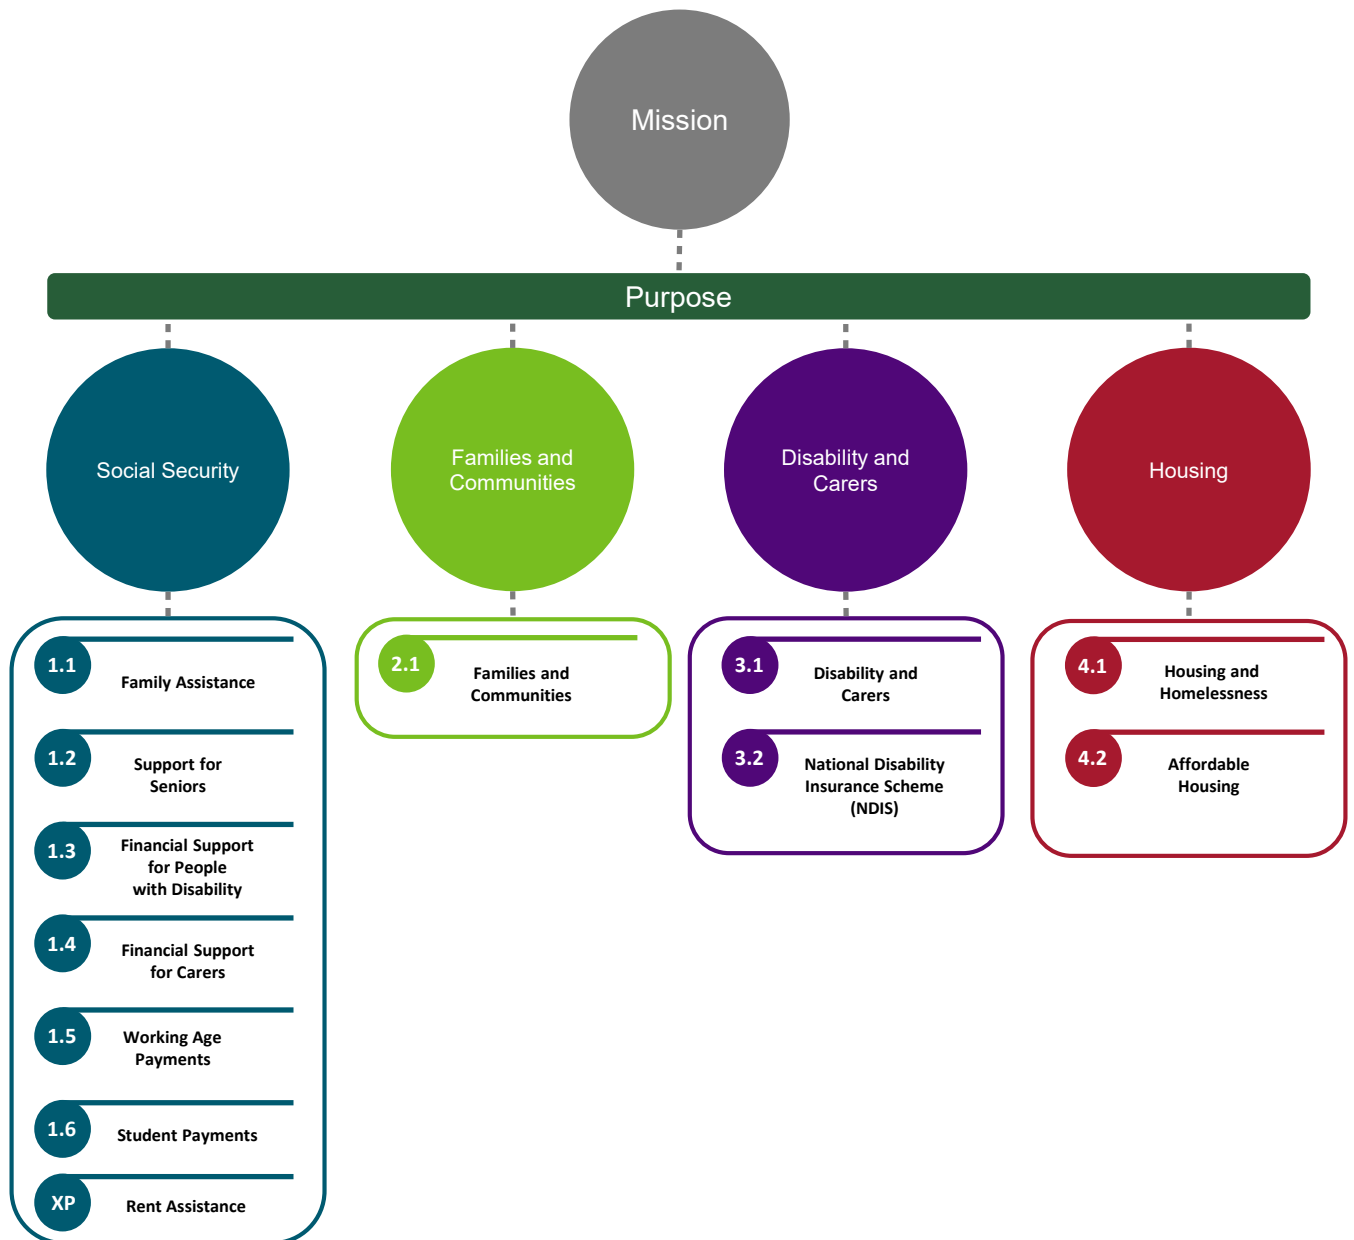 Mission
Purpose
Social Security
Families and
Communities
Disability and
Carers
Housing
1.1
Family Assistance
1.2
Support for
Seniors
1.3
Financial Support
for People
with Disability
1.4
Financial Support
for Carers
1.5
Working Age
Payments
1.6
Student Payments
XP
Rent Assistance
2.1
Families and
Communities
3.1
Disability and
Carers
3.2
National Disability
Insurance Scheme
(NDIS)
4.1
Housing and
Homelessness
4.2
Affordable
Housing